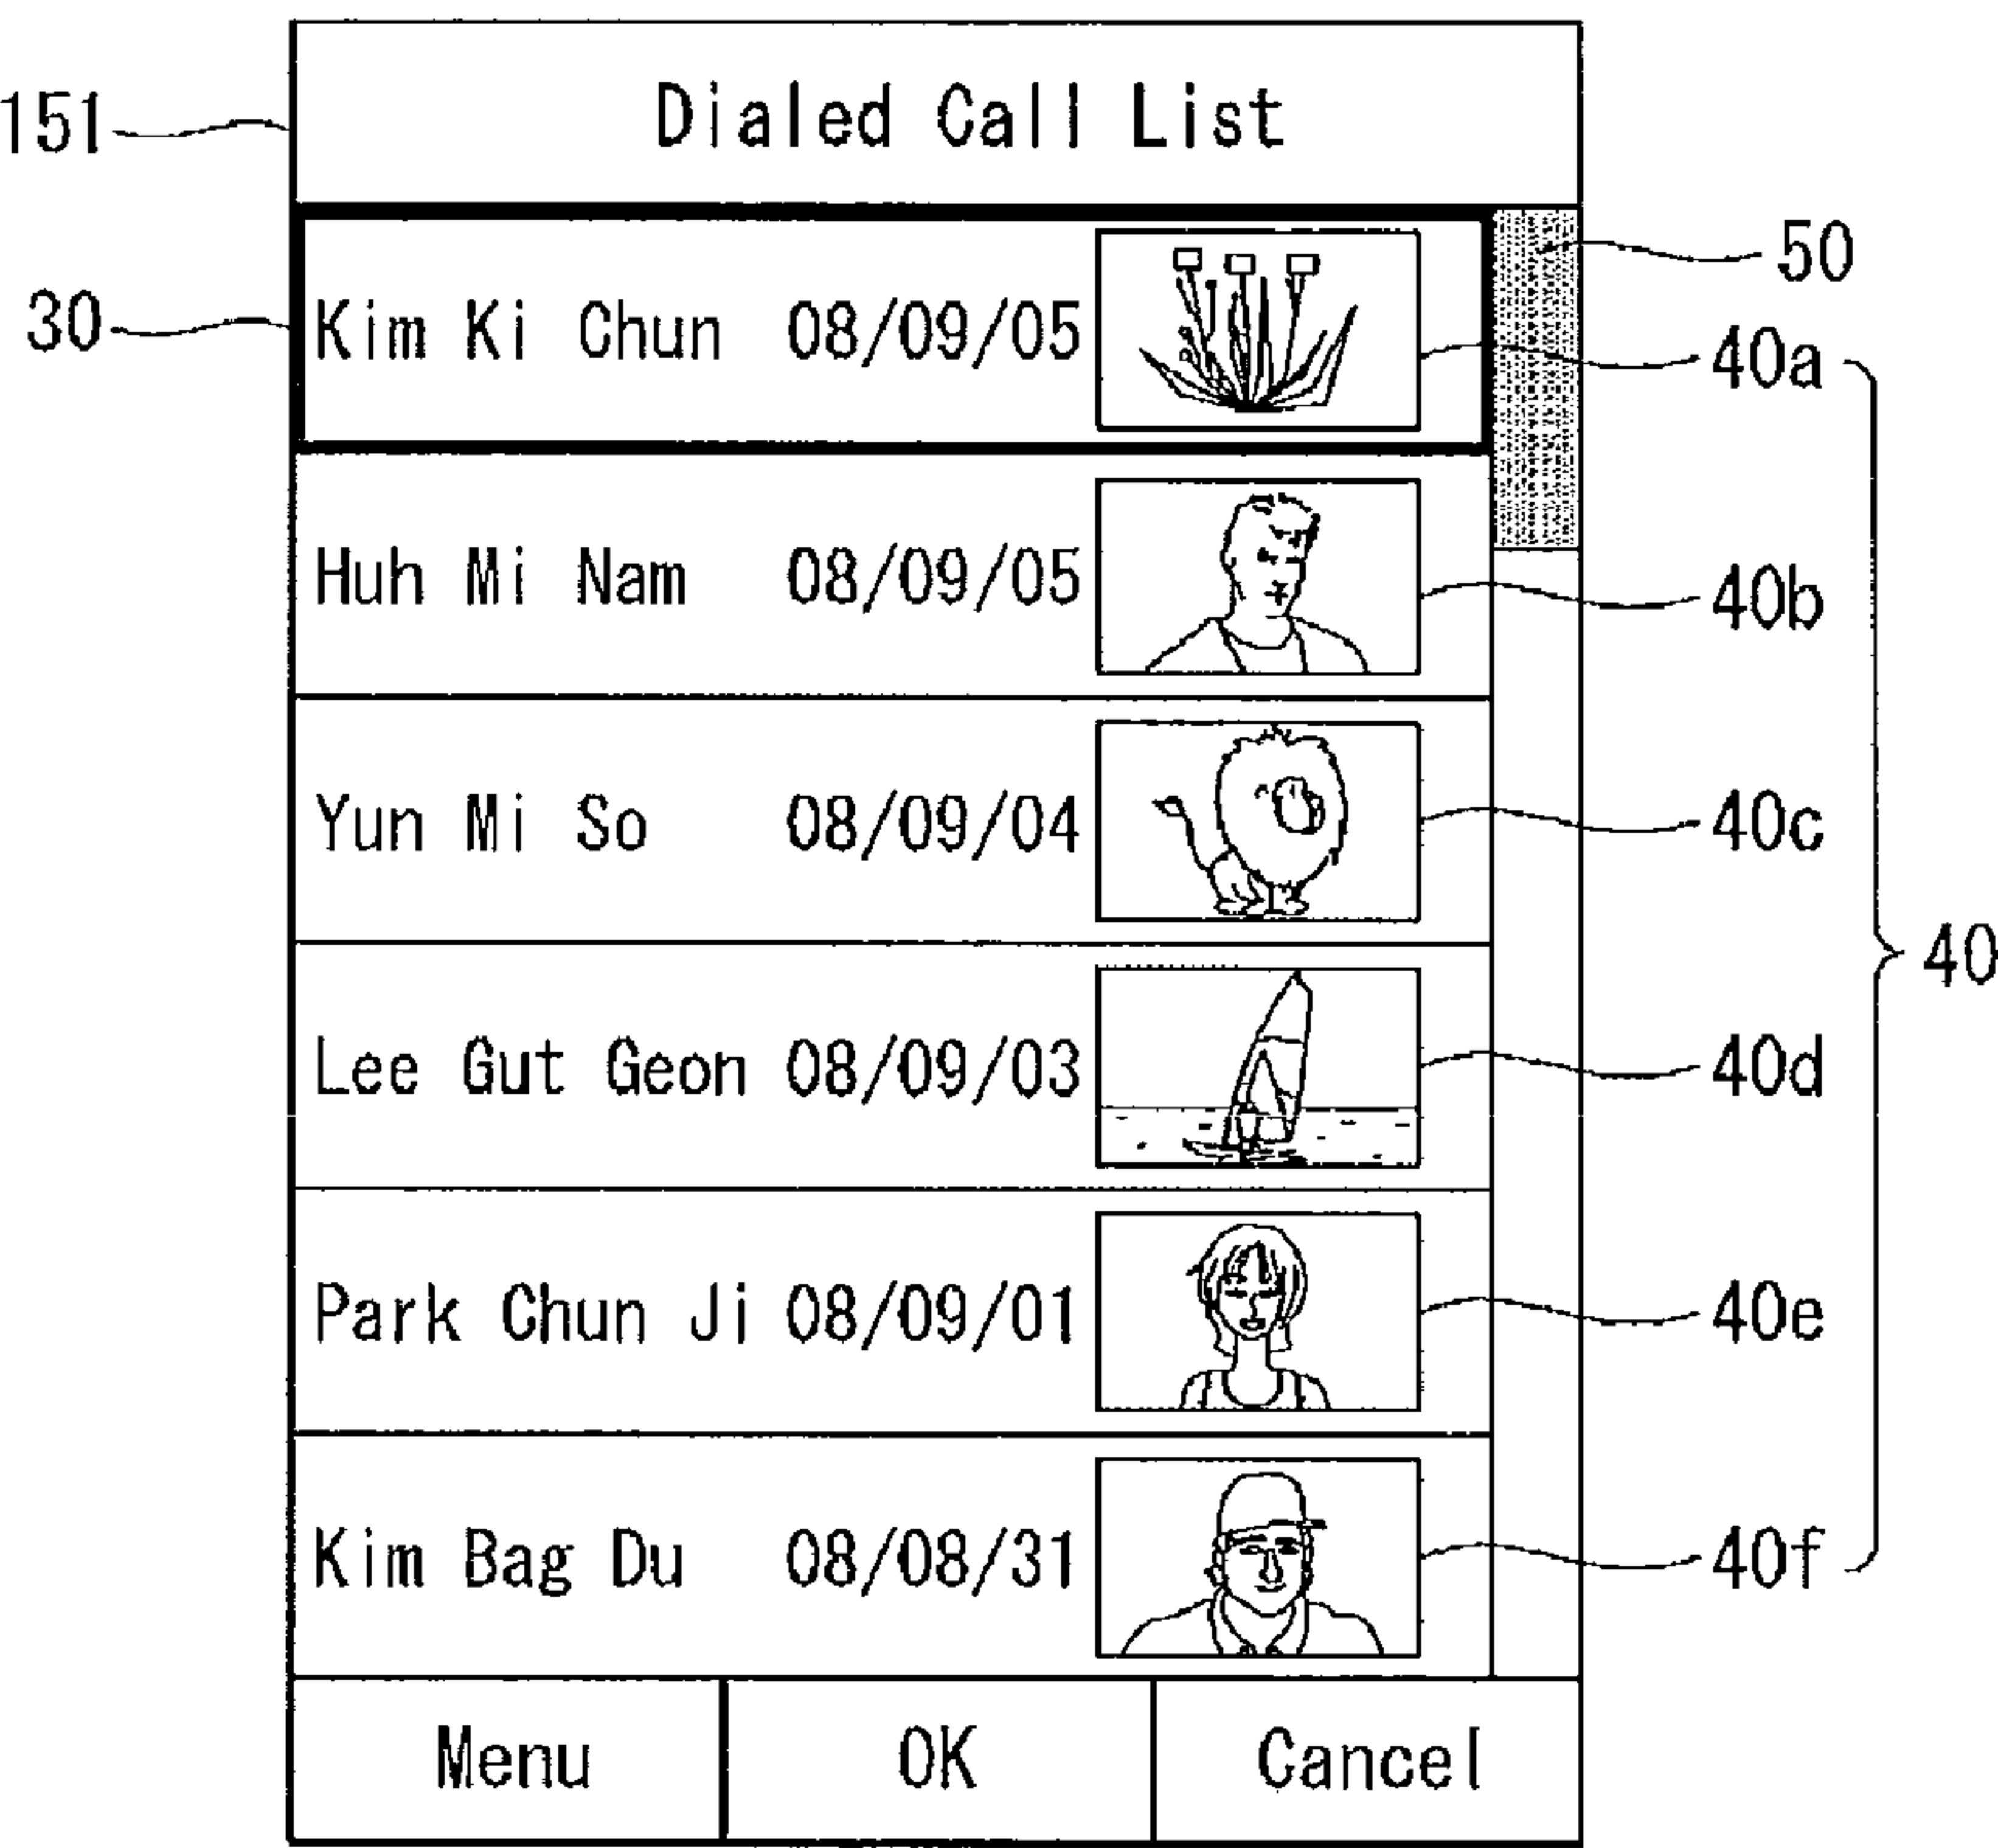 Dialed Call List
151
50
30 Kim Ki Chun 08/09/05 40a
Huh Mi Nam 08/09/05 40b
Yun Mi So 08/09/04 40c
40
Lee Gut Geon 08/09/03 40d
Park Chun Ji 08/09/01 40e
Kim Bag Du 08/08/31 40f
Menu OK Cancel